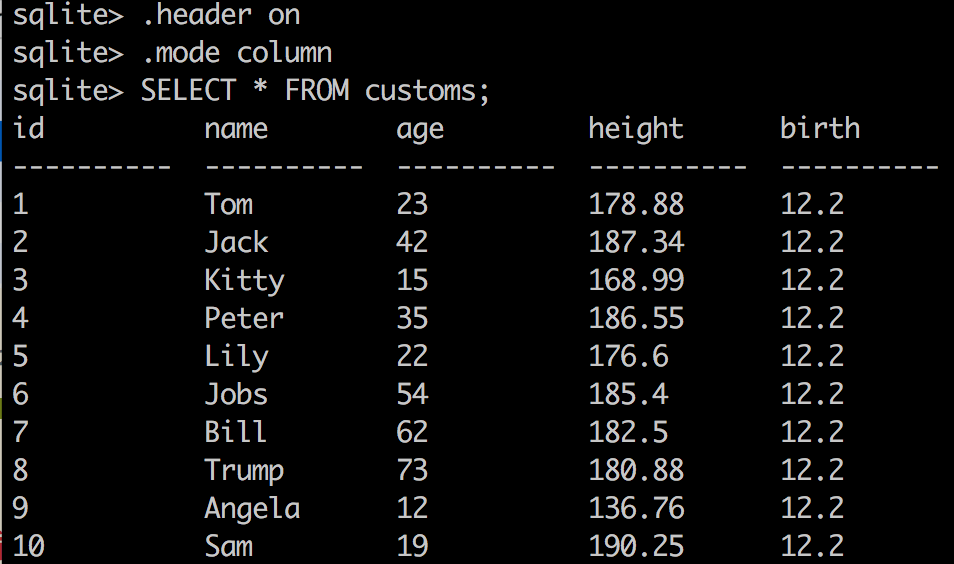 sqlite> .header on
sqlite> .mode column
sqlite> SELECT * FROM customs;
id          name        age         height      birth
----------  ----------  ----------  ----------  ----------
1           Tom         23          178.88      12.2
2           Jack        42          187.34      12.2
3           Kitty       15          168.99      12.2
4           Peter       35          186.55      12.2
5           Lily        22          176.6       12.2
6           Jobs        54          185.4       12.2
7           Bill        62          182.5       12.2
8           Trump       73          180.88      12.2
9           Angela      12          136.76      12.2
10          Sam         19          190.25      12.2